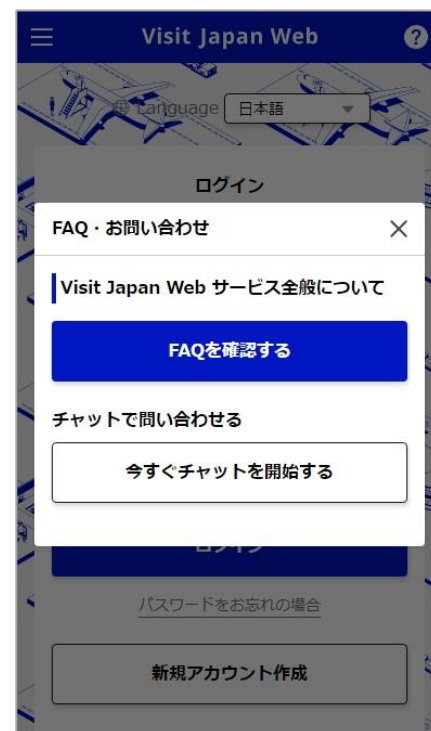 Visit Japan Web ?
Language 日本語
ログイン
FAQ・お問い合わせ
Visit Japan Web サービス全般について
FAQを確認する
チャットで問い合わせる
今すぐチャットを開始する
ログイン
パスワードをお忘れの場合
新規アカウント作成